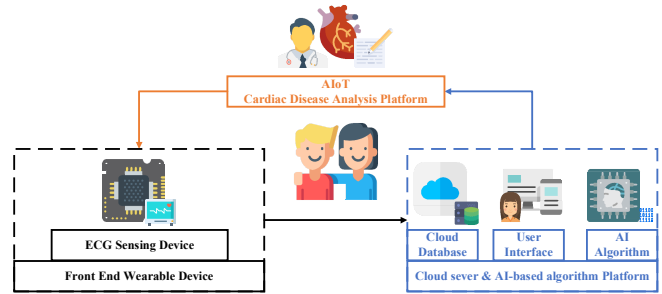 AIoT
Cardiac Disease Analysis Platform
ECG Sensing Device
Front End Wearable Device
Cloud
Database
User
Interface
AI
Algorithm
Cloud sever & AI-based algorithm Platform